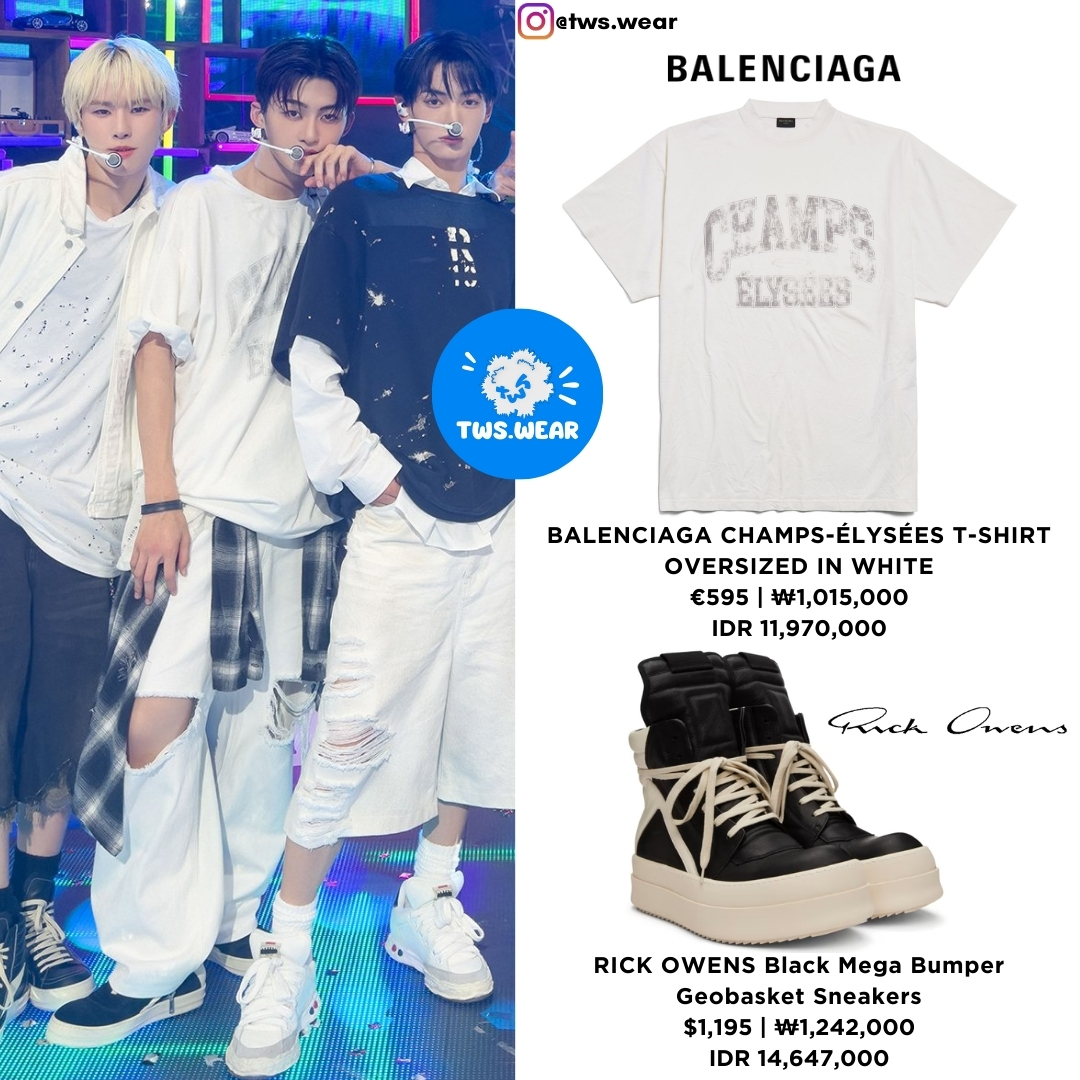 @tws.wear
BALENCIAGA
CHAMPS
ÉLYSÉES
tws
TWS.WEAR
BALENCIAGA CHAMPS-ÉLYSÉES T-SHIRT
OVERSIZED IN WHITE
€595 | ₩1,015,000
IDR 11,970,000
Rick Owens
RICK OWENS Black Mega Bumper
Geobasket Sneakers
$1,195 | ₩1,242,000
IDR 14,647,000